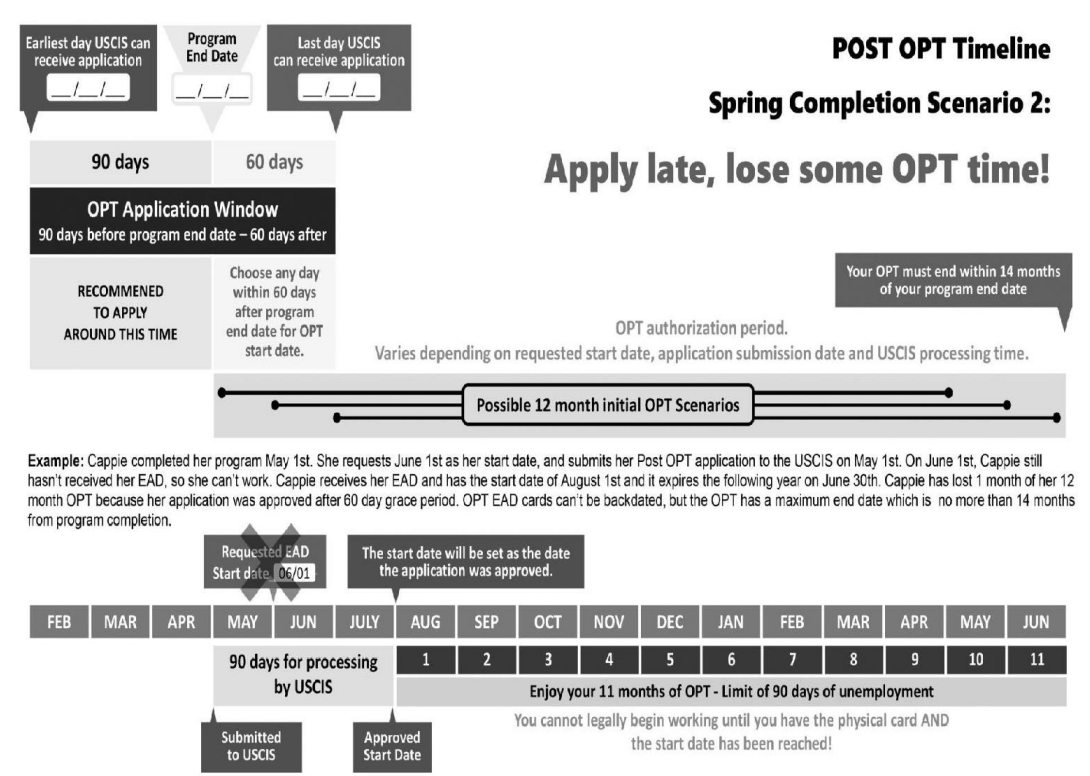 Earliest day USCIS can
receive application
__/__/__
Program
End Date
__/__/__
Last day USCIS
can receive application
__/__/__
POST OPT Timeline
Spring Completion Scenario 2:
Apply late, lose some OPT time!
90 days
60 days
OPT Application Window
90 days before program end date – 60 days after
RECOMMENED
TO APPLY
AROUND THIS TIME
Choose any day
within 60 days
after program
end date for OPT
start date.
Your OPT must end within 14 months
of your program end date
OPT authorization period.
Varies depending on requested start date, application submission date and USCIS processing time.
Possible 12 month initial OPT Scenarios
Example: Cappie completed her program May 1st. She requests June 1st as her start date, and submits her Post OPT application to the USCIS on May 1st. On June 1st, Cappie still
hasn't received her EAD, so she can't work. Cappie receives her EAD and has the start date of August 1st and it expires the following year on June 30th. Cappie has lost 1 month of her 12
month OPT because her application was approved after 60 day grace period. OPT EAD cards can't be backdated, but the OPT has a maximum end date which is no more than 14 months
from program completion.
Requested EAD
Start date 06/01
The start date will be set as the date
the application was approved.
FEB MAR APR MAY JUN JULY AUG SEP OCT NOV DEC JAN FEB MAR APR MAY JUN
90 days for processing
by USCIS
1 2 3 4 5 6 7 8 9 10 11
Enjoy your 11 months of OPT - Limit of 90 days of unemployment
You cannot legally begin working until you have the physical card AND
the start date has been reached!
Submitted
to USCIS
Approved
Start Date